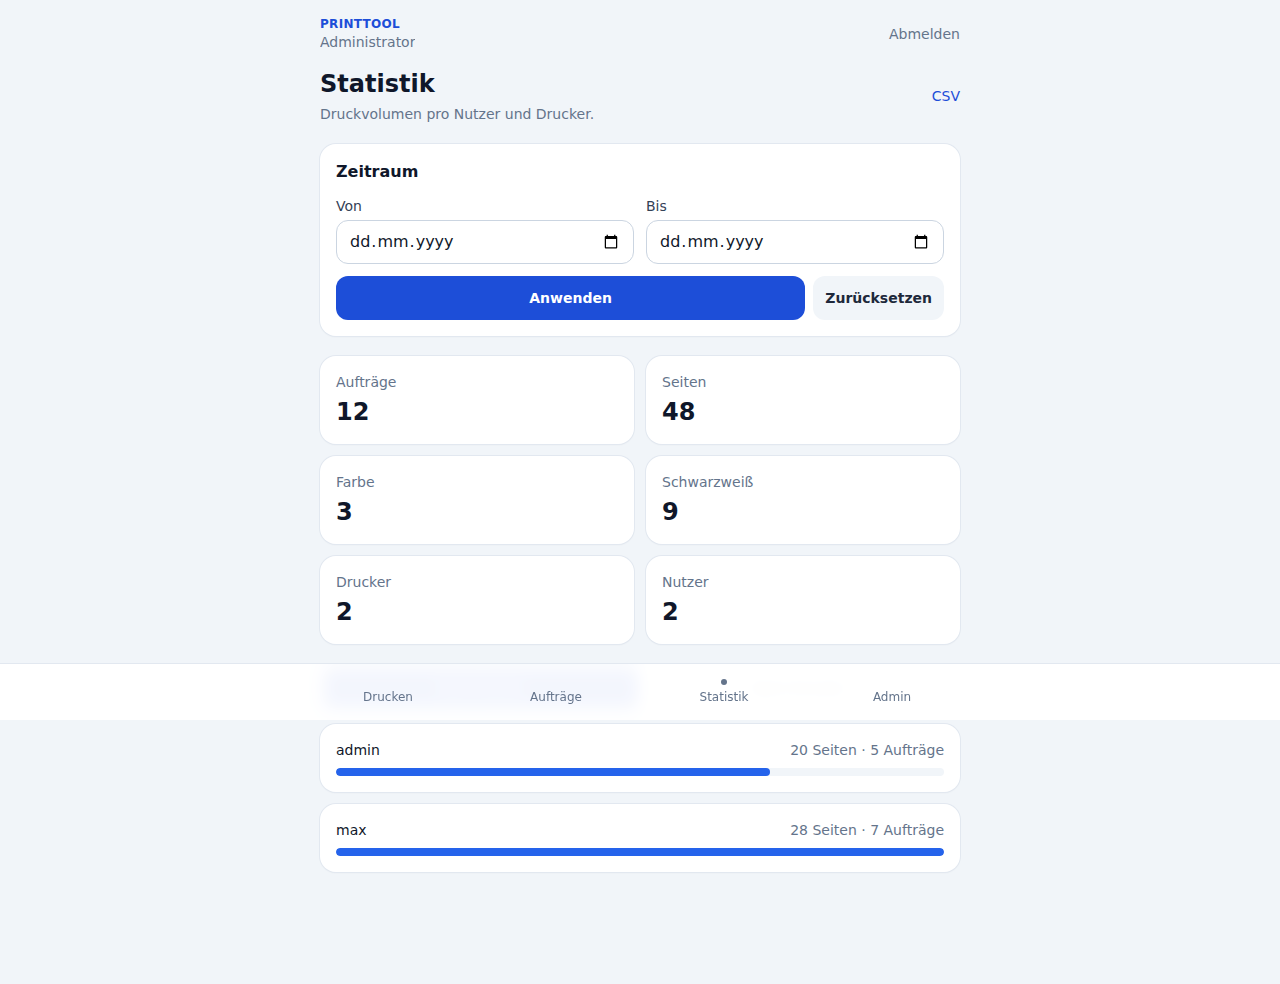 PRINTTOOL
Administrator
Abmelden
Statistik
Druckvolumen pro Nutzer und Drucker.
CSV
Zeitraum
Von
Bis
dd.mm.yyyy
dd.mm.yyyy
Anwenden
Zurücksetzen
Aufträge
12
Seiten
48
Farbe
3
Schwarzweiß
9
Drucker
2
Nutzer
2
Drucken
Aufträge
Statistik
Admin
admin
20 Seiten · 5 Aufträge
max
28 Seiten · 7 Aufträge